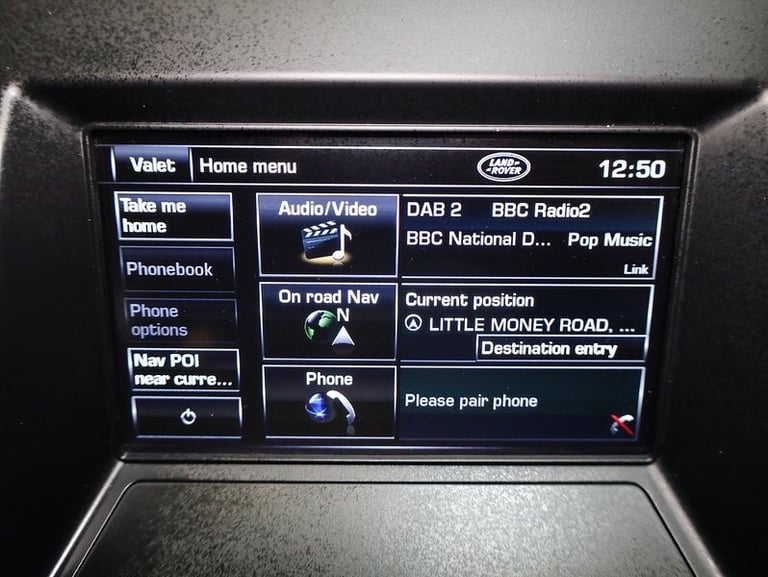 Valet Home menu LAND ROVER 12:50
Take me
home
Phonebook
Phone
options
Nav POI
near curre...
Audio/Video
DAB 2 BBC Radio2
BBC National D... Pop Music
Link
On road Nav
N
Current position
LITTLE MONEY ROAD, ...
Destination entry
Phone
Please pair phone